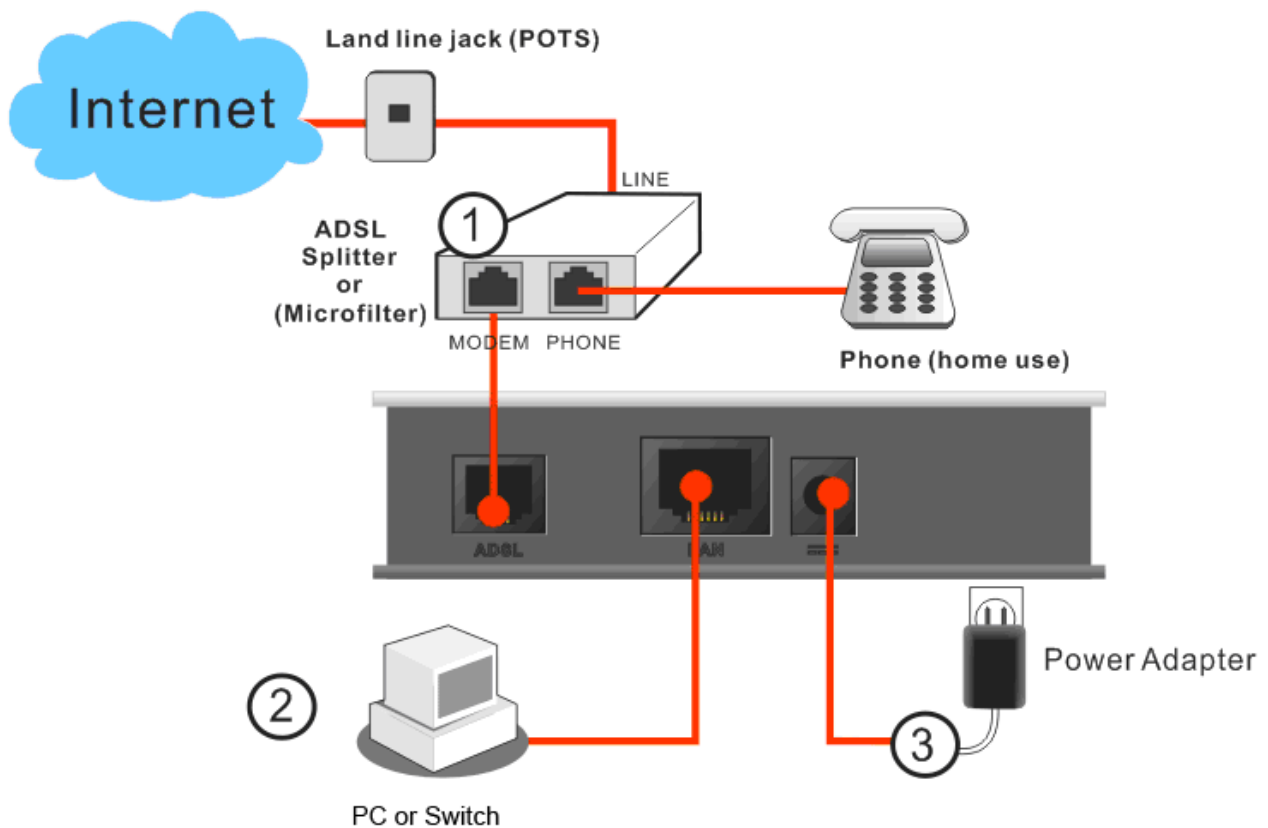 Land line jack (POTS)
Internet
LINE
1
ADSL
Splitter
or
(Microfilter)
MODEM PHONE
Phone (home use)
ADSL
LAN
Power Adapter
2
3
PC or Switch